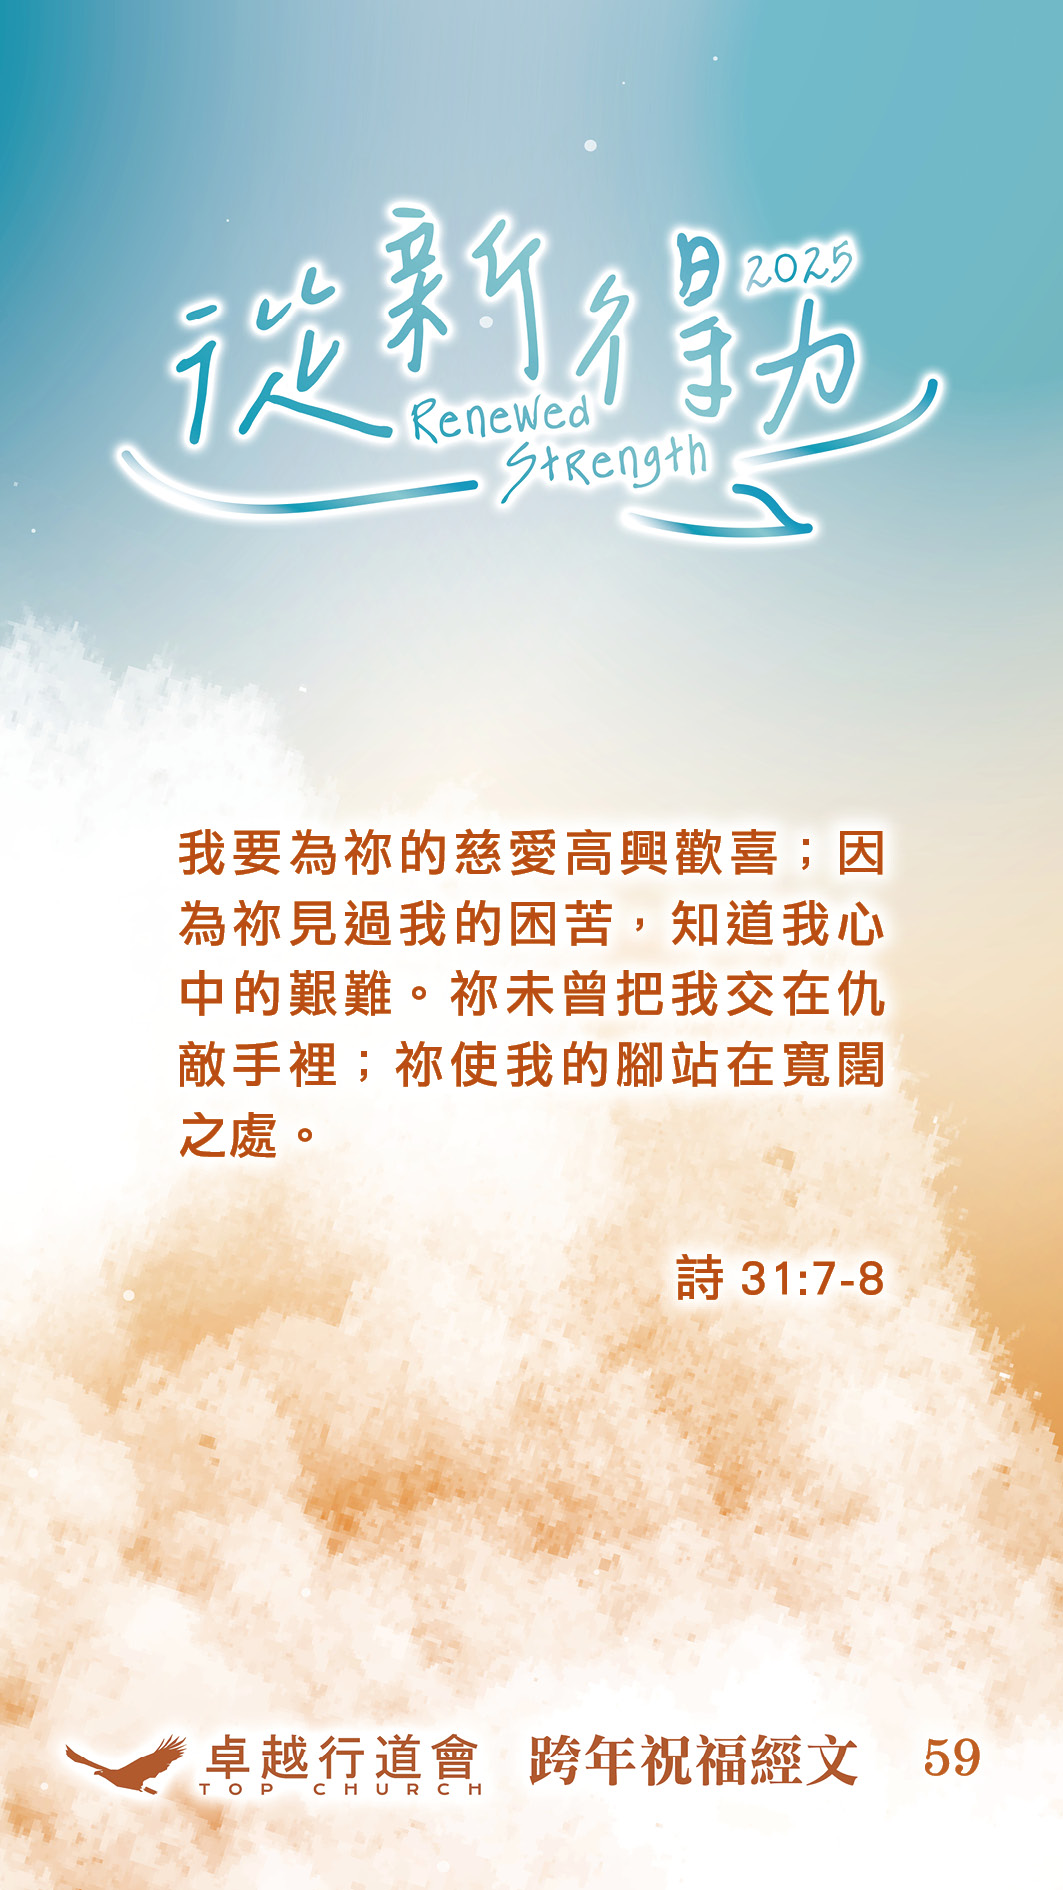 從新得力 2025
Renewed
Strength
我要為祢的慈愛高興歡喜；因
為祢見過我的困苦，知道我心
中的艱難。祢未曾把我交在仇
敵手裡；祢使我的腳站在寬闊
之處。
詩 31:7-8
卓越行道會 跨年祝福經文 59
TOP CHURCH